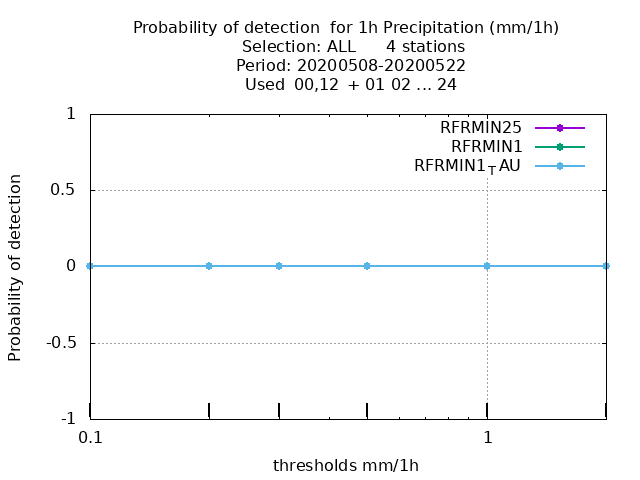 Probability of detection  for 1h Precipitation (mm/1h)
Selection: ALL      4 stations
Period: 20200508-20200522
Used  00,12  + 01 02 ... 24
RFRMIN25
RFRMIN1
RFRMIN1TAU
1
0.5
0
-0.5
-1
Probability of detection
0.1
1
thresholds mm/1h